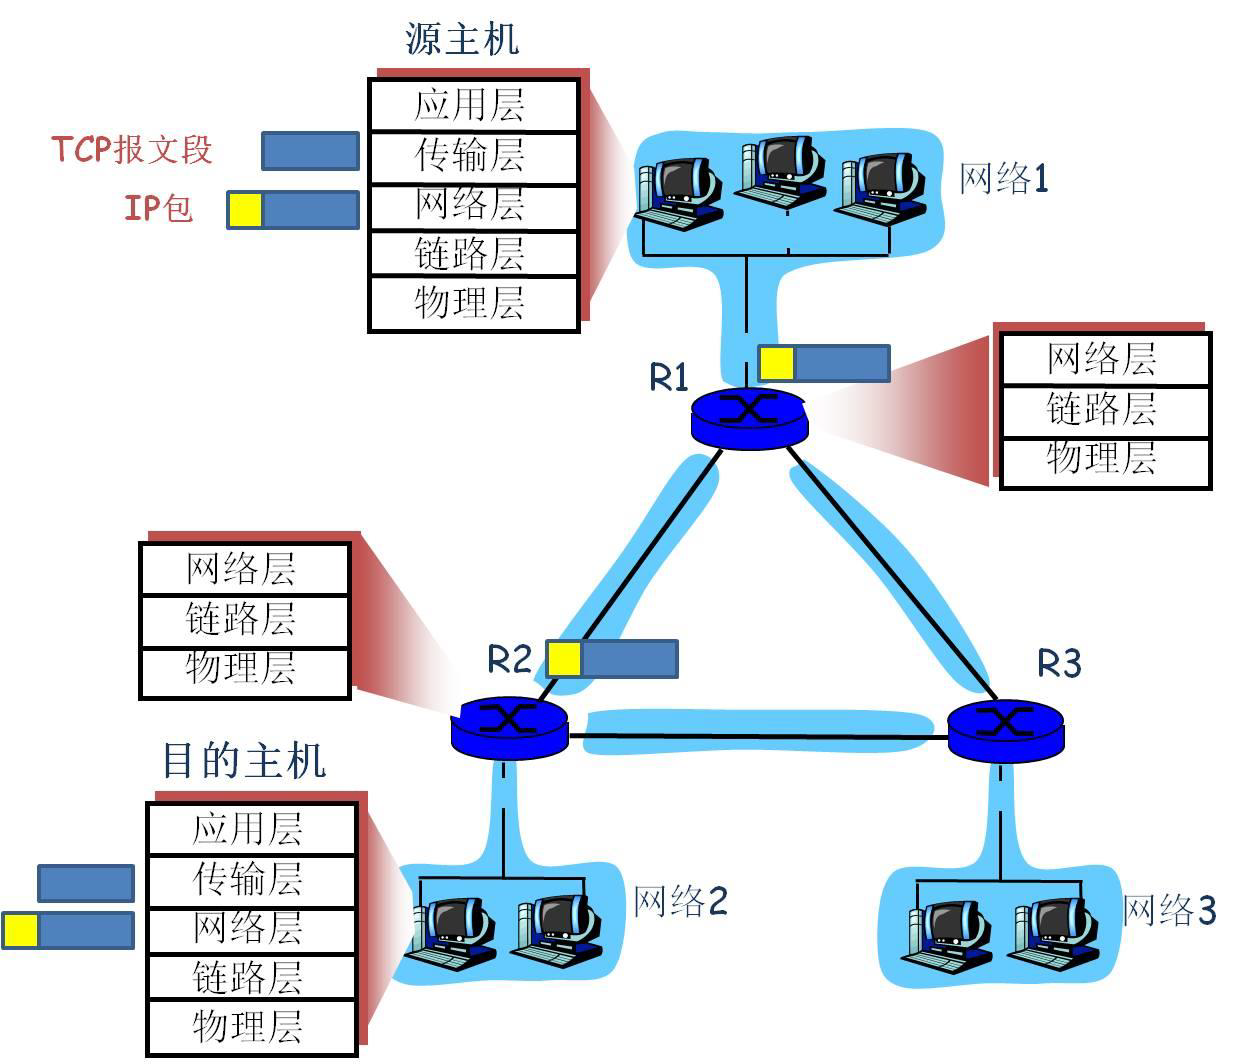 源主机
应用层
TCP报文段
传输层
IP包
网络层
链路层
物理层
网络1
R1
网络层
链路层
物理层
网络层
链路层
物理层
R2
R3
目的主机
应用层
传输层
网络层
链路层
物理层
网络2
网络3